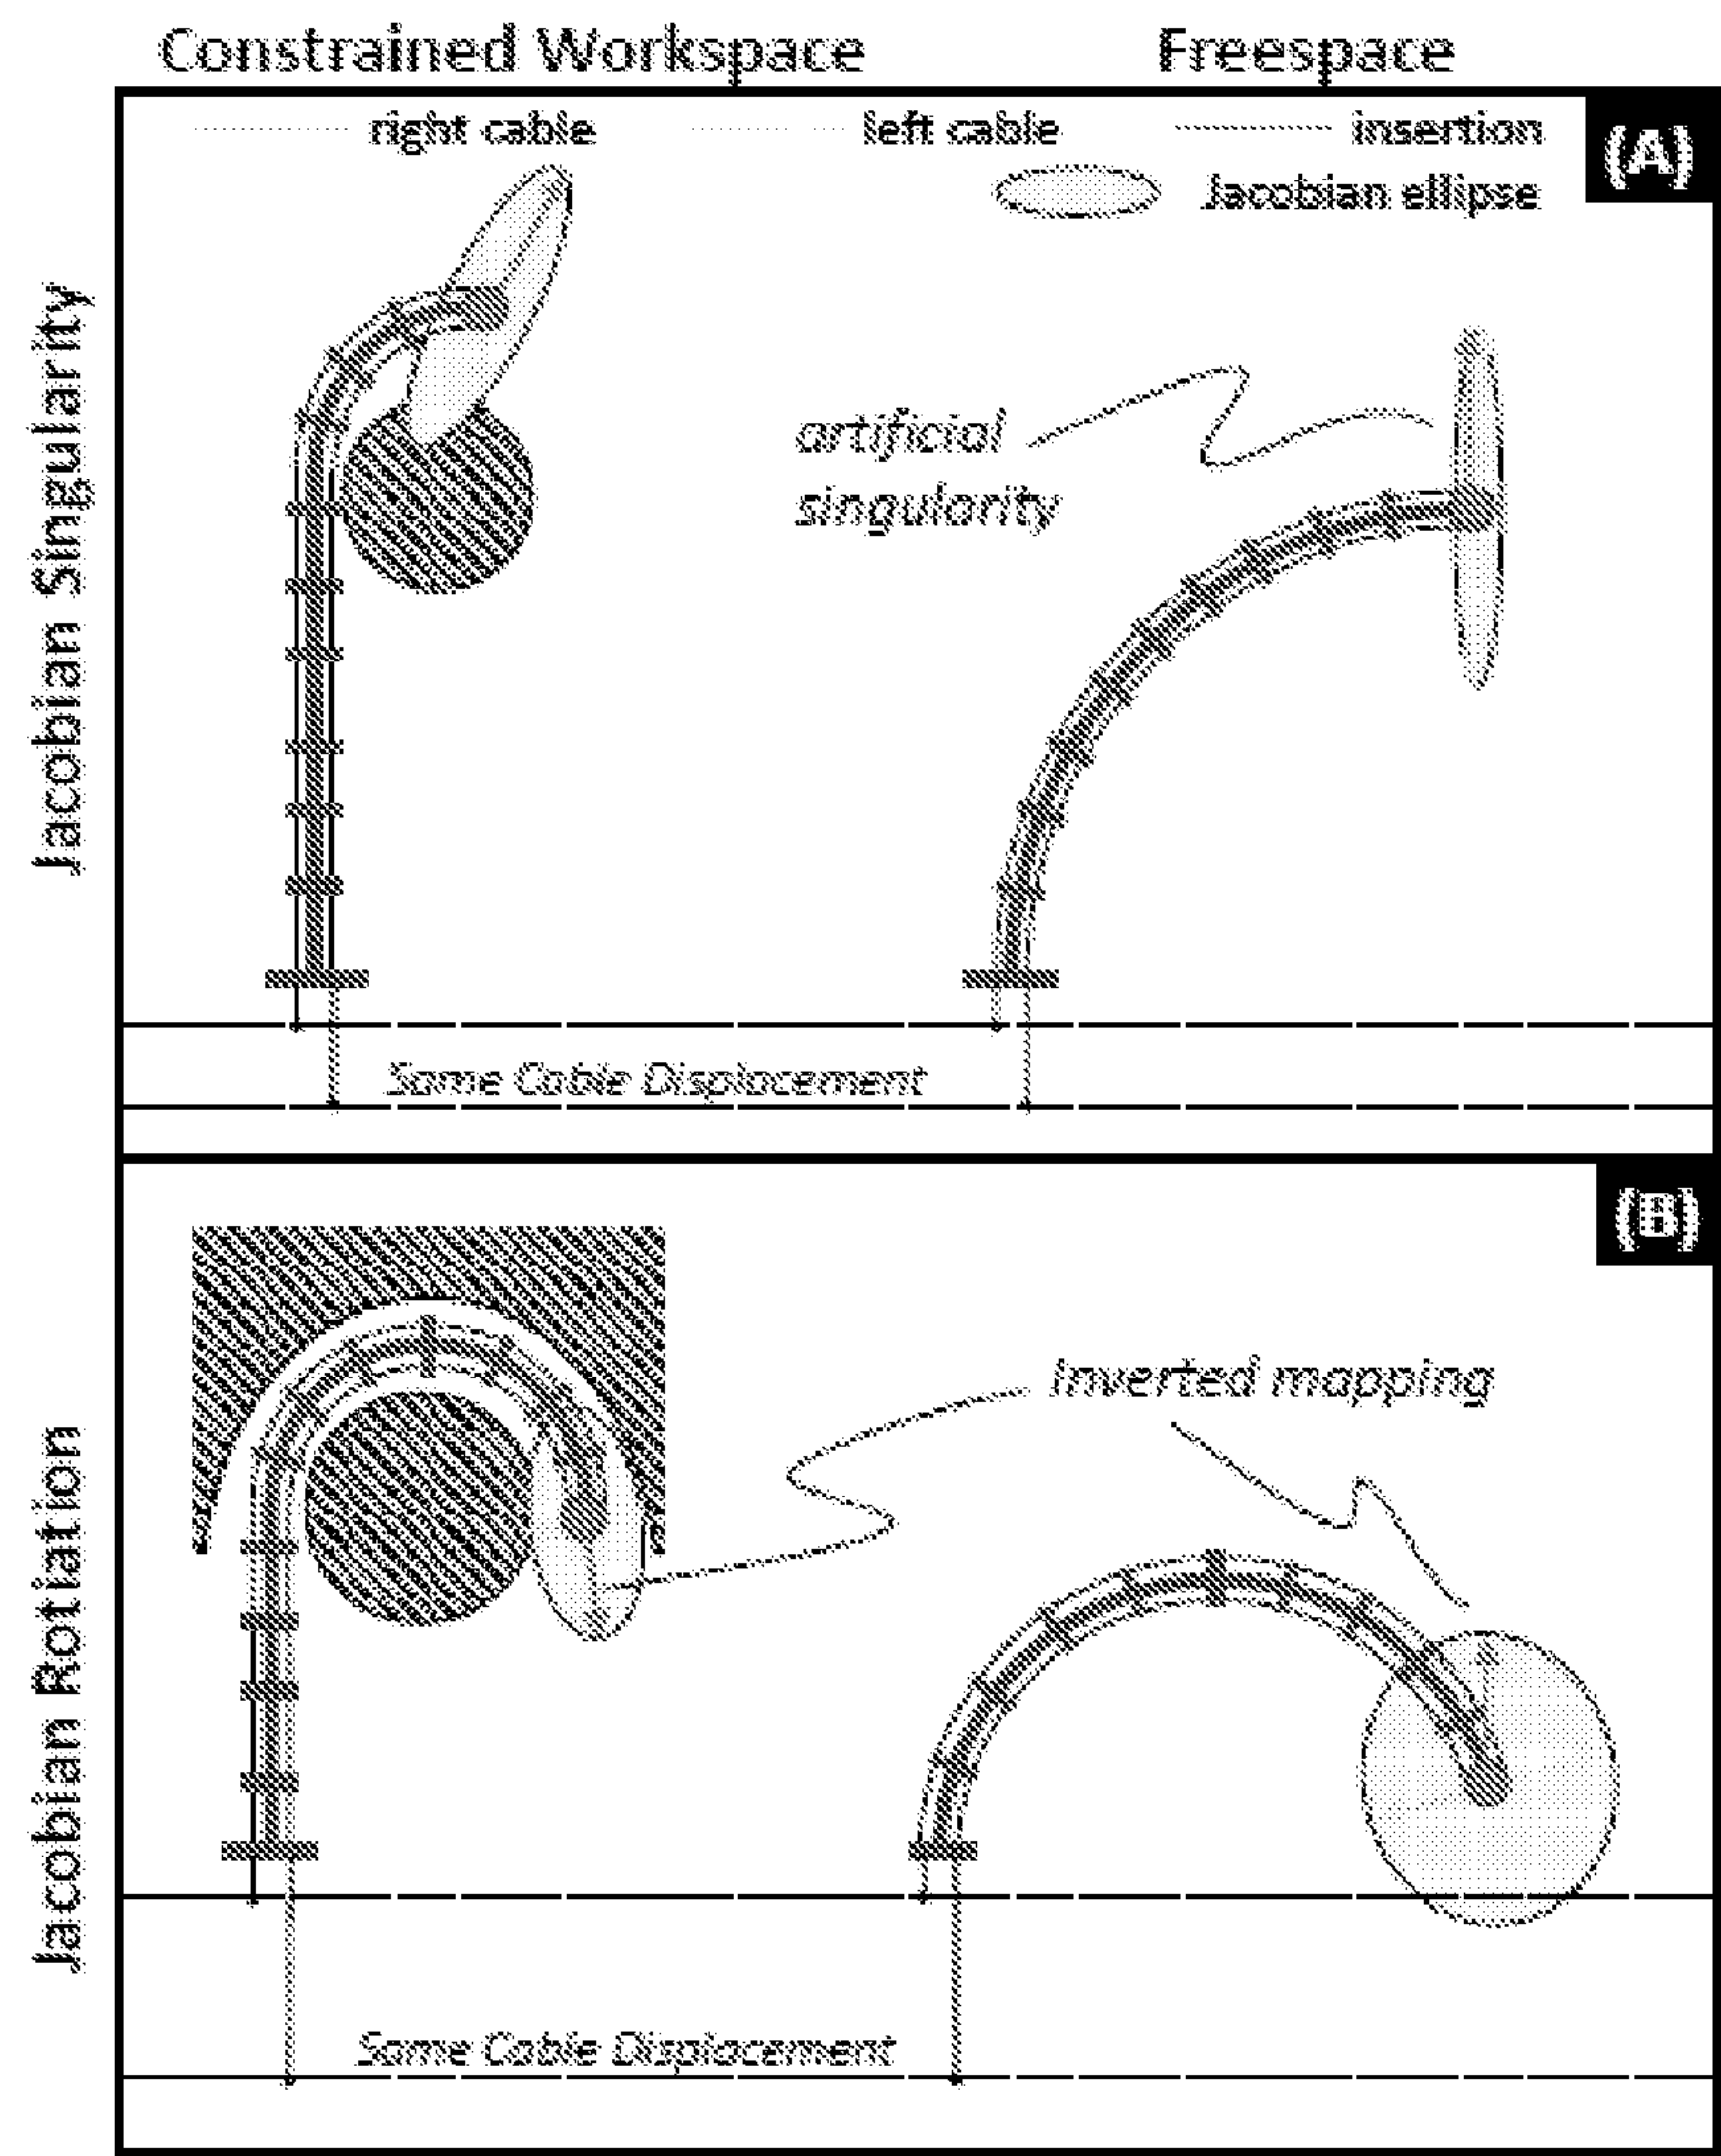 Constrained Workspace Freespace
right cable left cable insertion (A)
Jacobian ellipse
Jacobian Singularity
artificial
singularity
Same Cable Displacement
(B)
Inverted mapping
Jacobian Rotiation
Same Cable Displacement